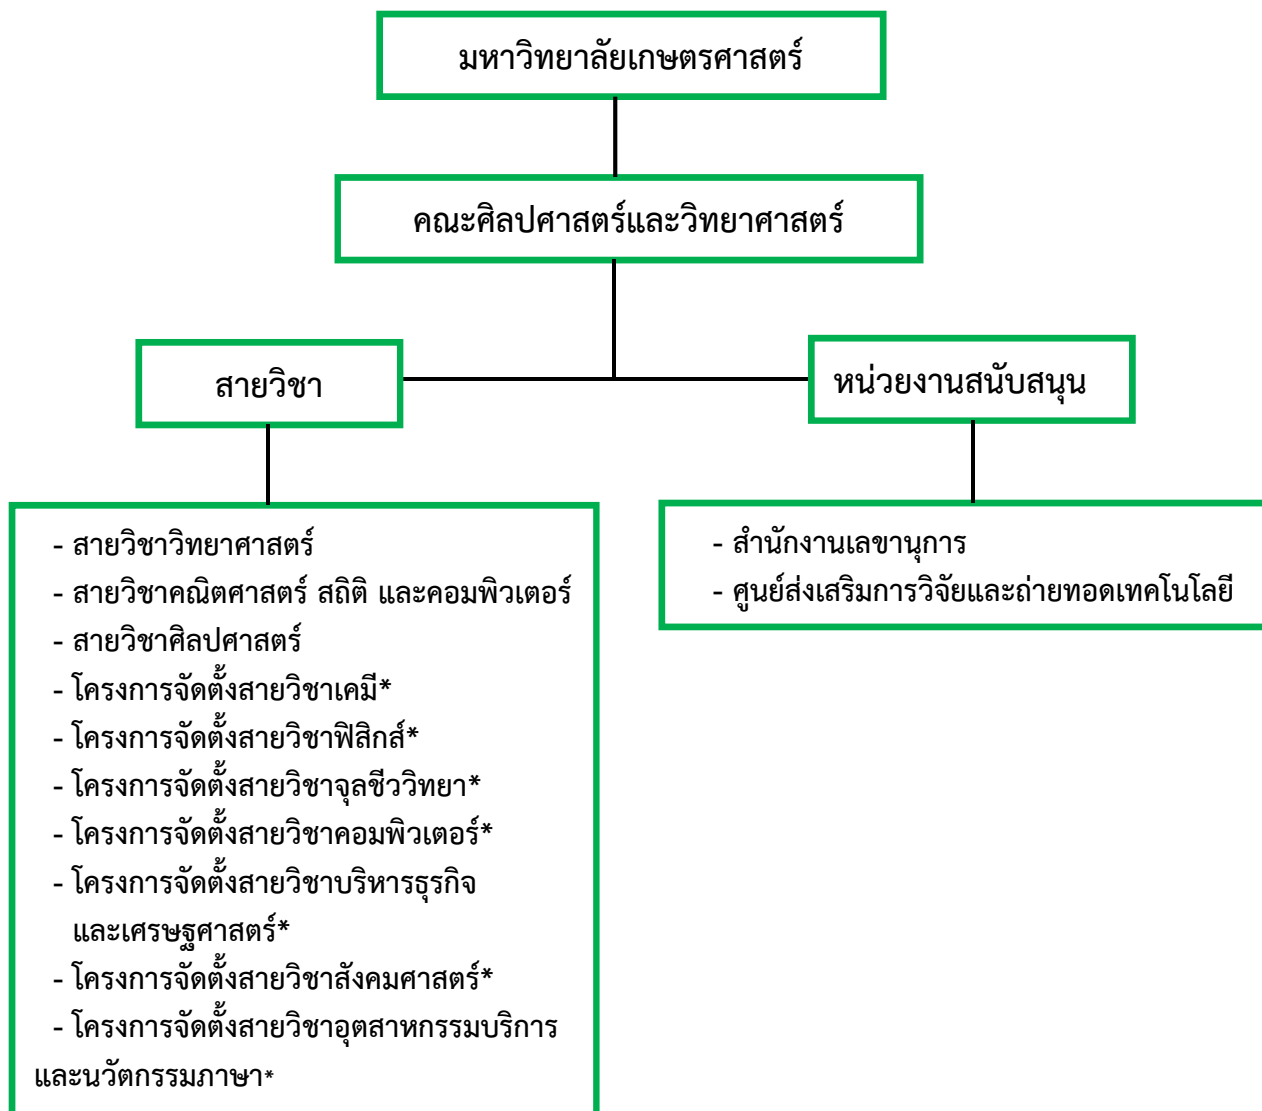 มหาวิทยาลัยเกษตรศาสตร์
คณะศิลปศาสตร์และวิทยาศาสตร์
สายวิชา
หน่วยงานสนับสนุน
- สายวิชาวิทยาศาสตร์
- สายวิชาคณิตศาสตร์ สถิติ และคอมพิวเตอร์
- สายวิชาศิลปศาสตร์
- โครงการจัดตั้งสายวิชาเคมี*
- โครงการจัดตั้งสายวิชาฟิสิกส์*
- โครงการจัดตั้งสายวิชาจุลชีววิทยา*
- โครงการจัดตั้งสายวิชาคอมพิวเตอร์*
- โครงการจัดตั้งสายวิชาบริหารธุรกิจ
และเศรษฐศาสตร์*
- โครงการจัดตั้งสายวิชาสังคมศาสตร์*
- โครงการจัดตั้งสายวิชาอุตสาหกรรมบริการ
และนวัตกรรมภาษา*
- สำนักงานเลขานุการ
- ศูนย์ส่งเสริมการวิจัยและถ่ายทอดเทคโนโลยี